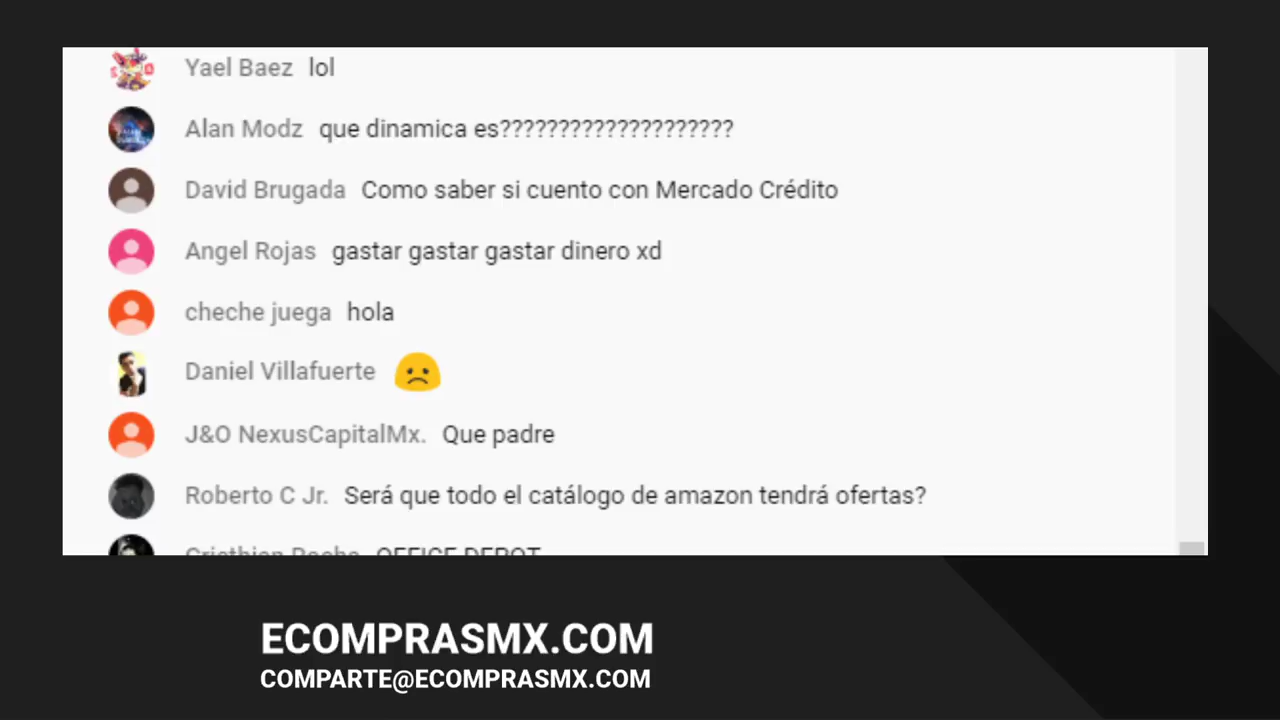 Yael Baez lol
Alan Modz que dinamica es????????????????????
David Brugada Como saber si cuento con Mercado Crédito
Angel Rojas gastar gastar gastar dinero xd
cheche juega hola
Daniel Villafuerte
J&O NexusCapitalMx. Que padre
Roberto C Jr. Será que todo el catálogo de amazon tendrá ofertas?
OFFICE DEPOT
ECOMPRASMX.COM
COMPARTE@ECOMPRASMX.COM